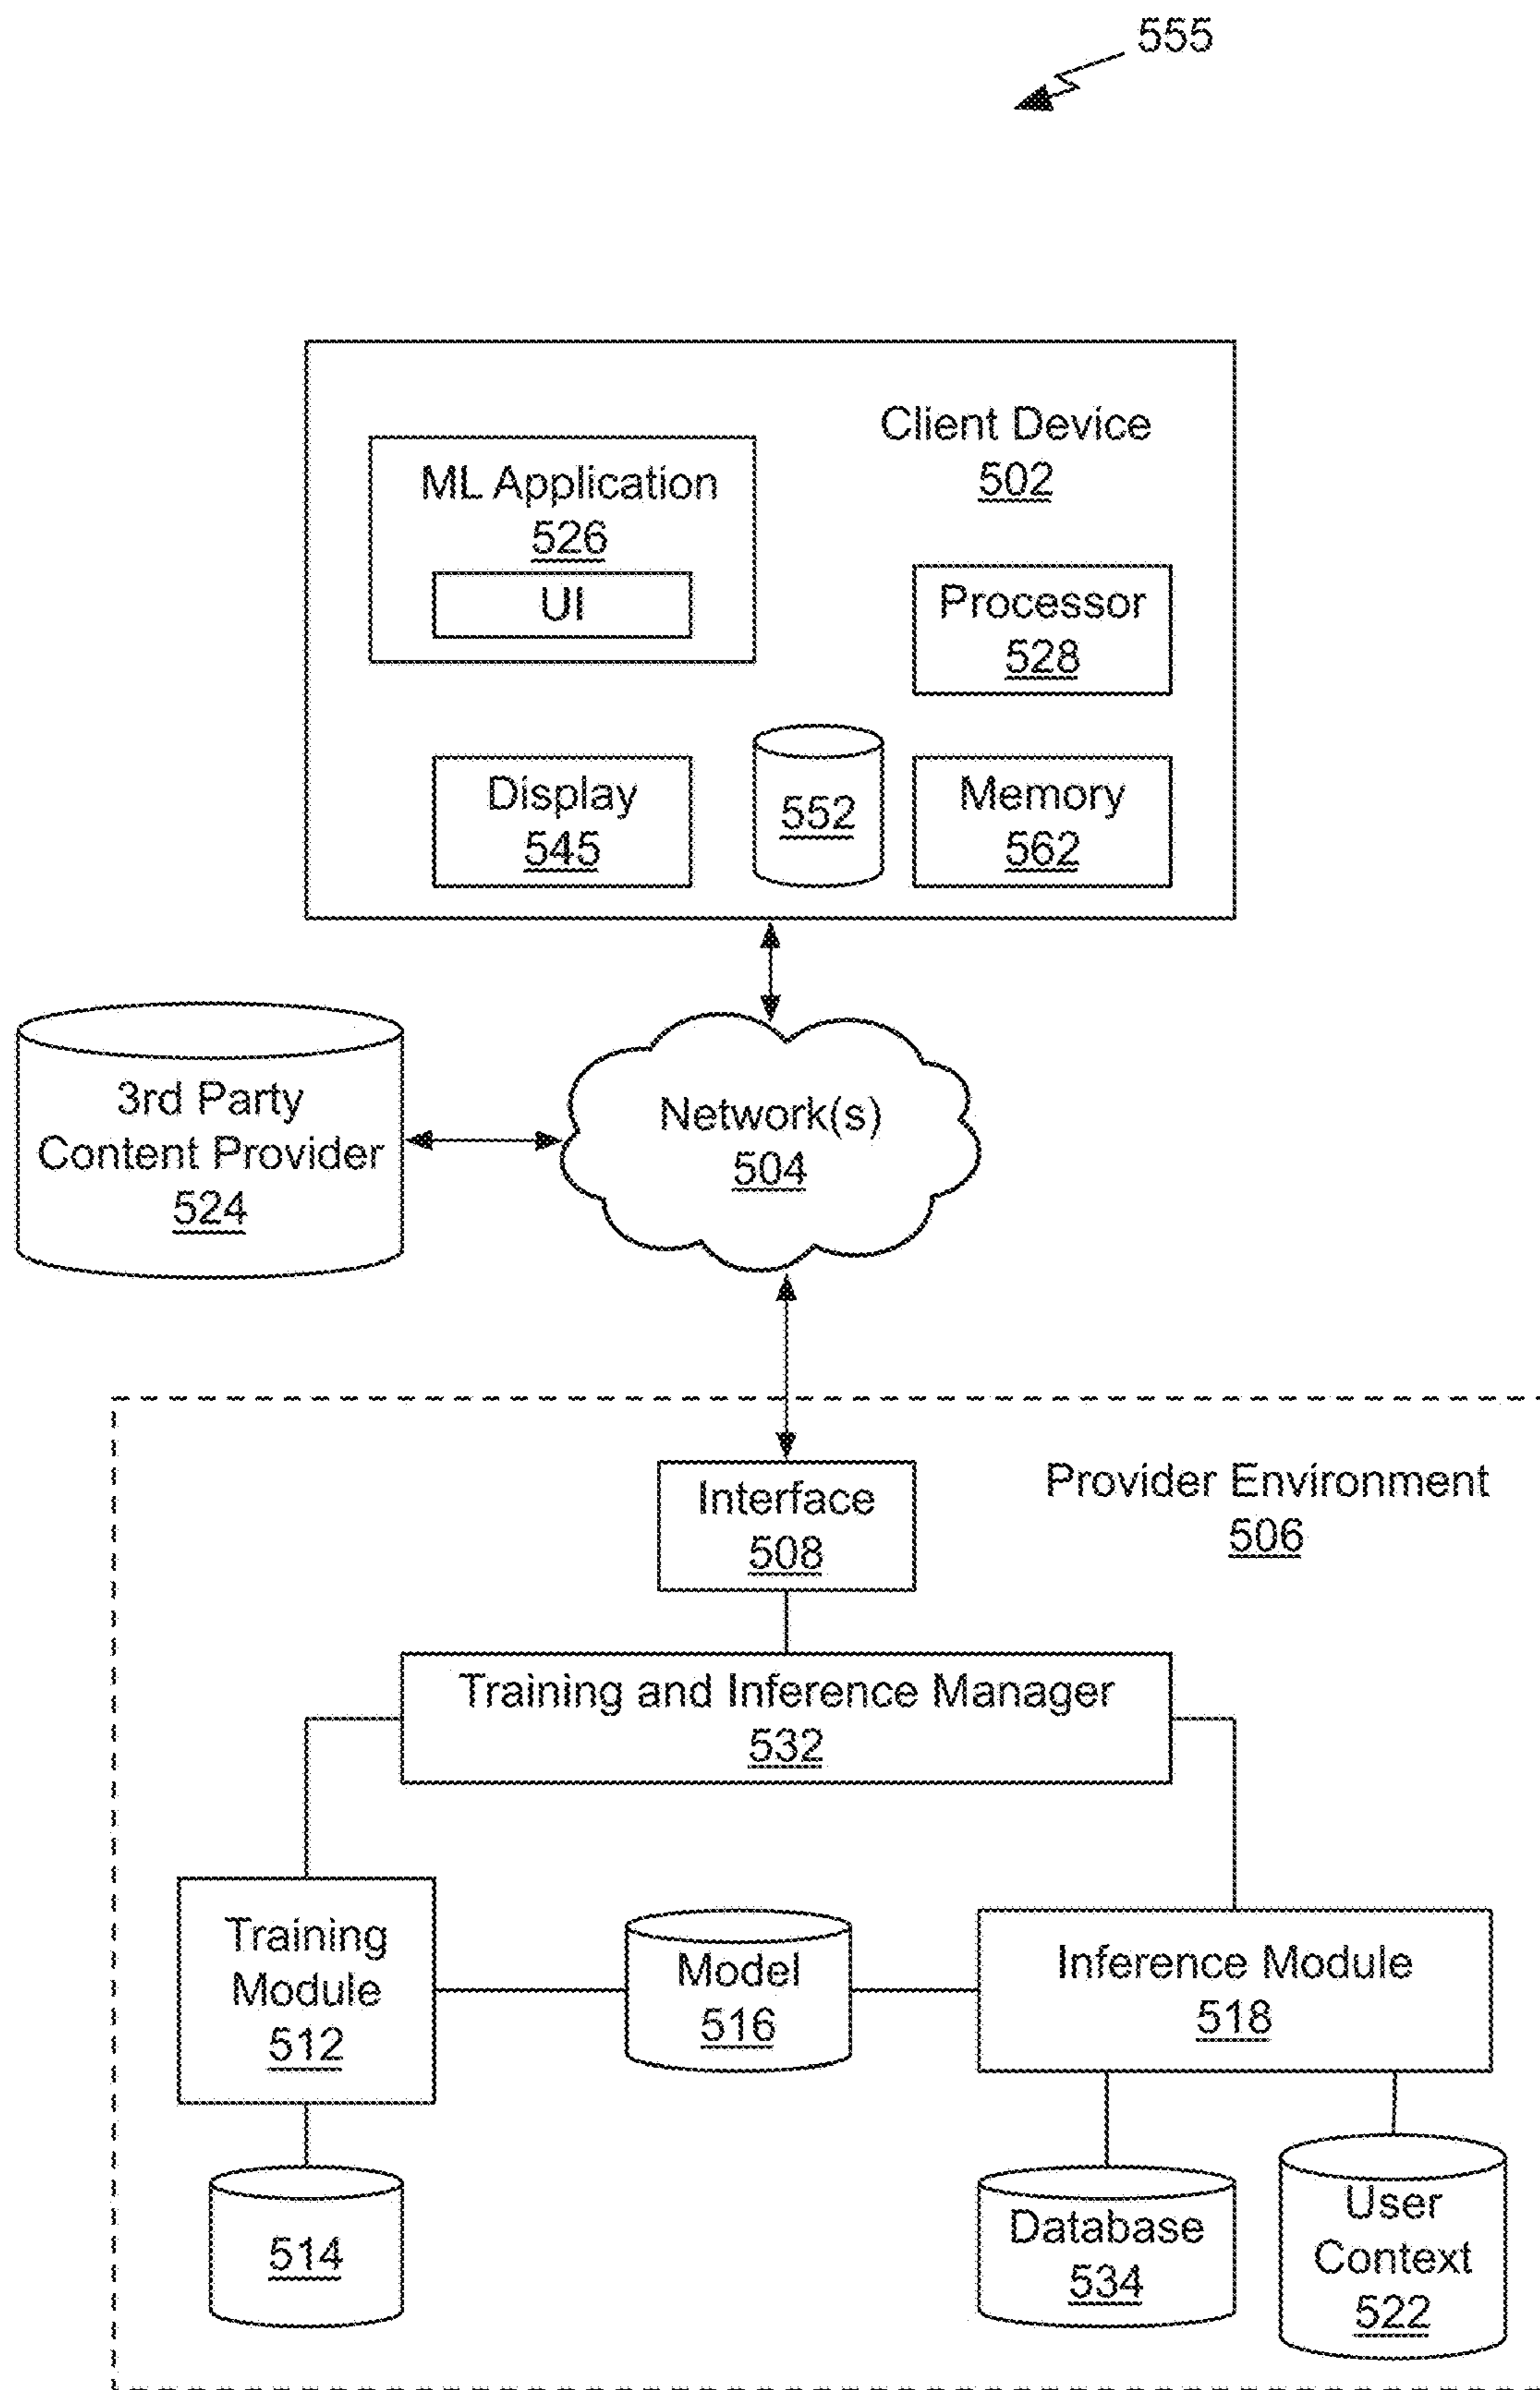 555
Client Device
502
ML Application
526
UI
Processor
528
Display
545
552
Memory
562
3rd Party
Content Provider
524
Network(s)
504
Provider Environment
506
Interface
508
Training and Inference Manager
532
Training
Module
512
Model
516
Inference Module
518
514
Database
534
User
Context
522